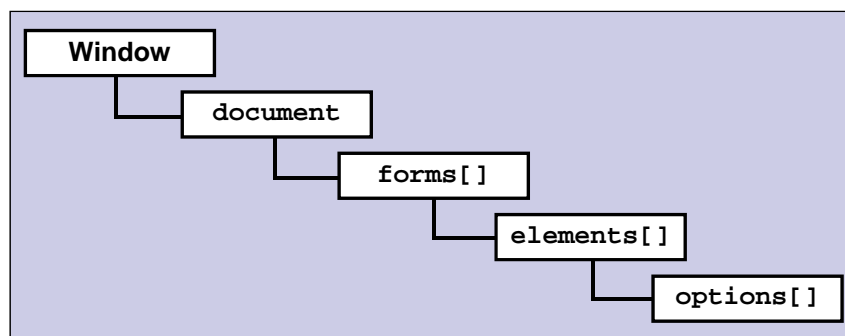 Window
document
forms[]
elements[]
options[]